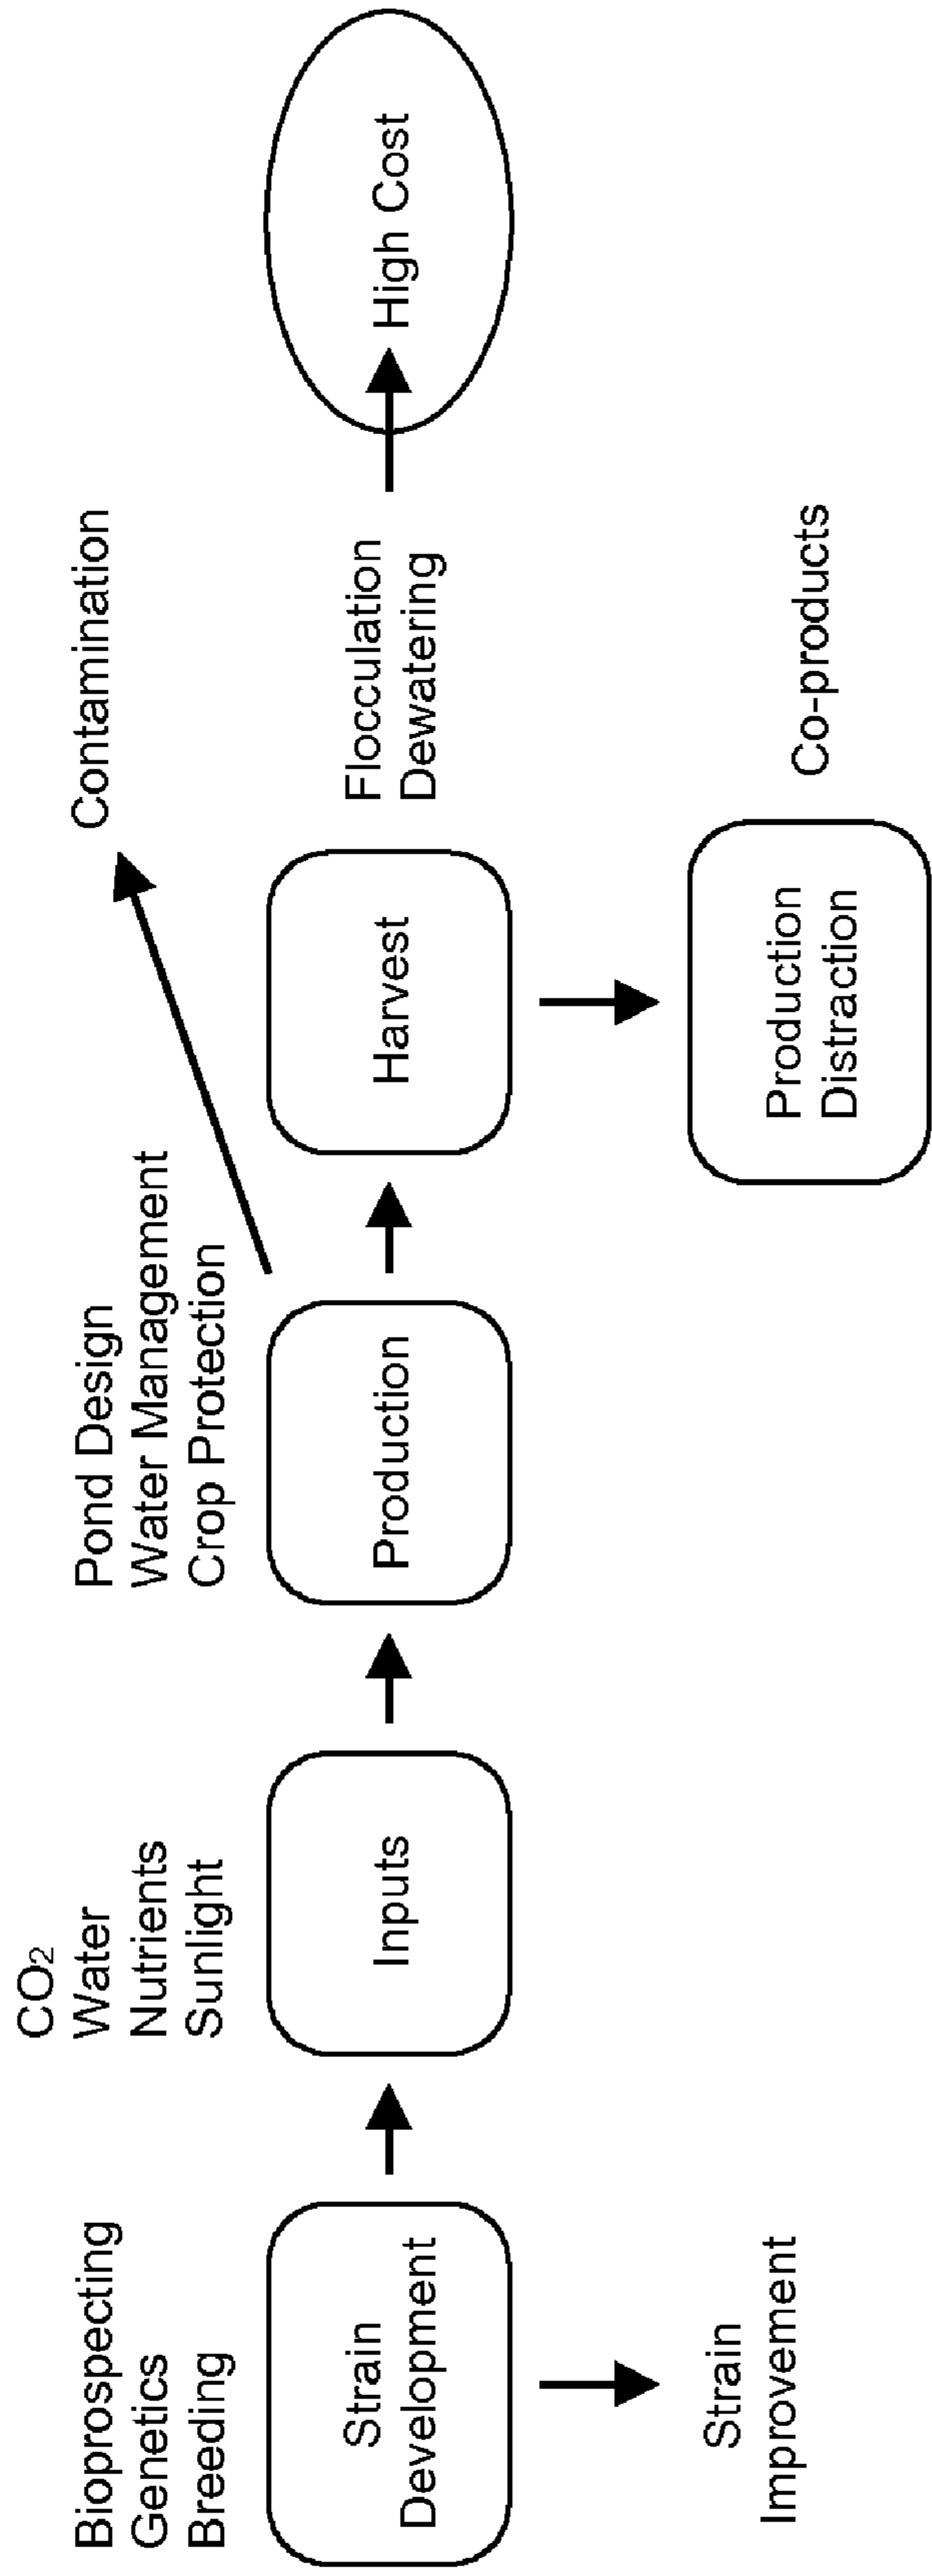 Bioprospecting
Genetics
Breeding
Strain
Development
Strain
Improvement
CO₂
Water
Nutrients
Sunlight
Inputs
Pond Design
Water Management
Crop Protection
Production
Contamination
Harvest
Flocculation
Dewatering
High Cost
Production
Distraction
Co-products